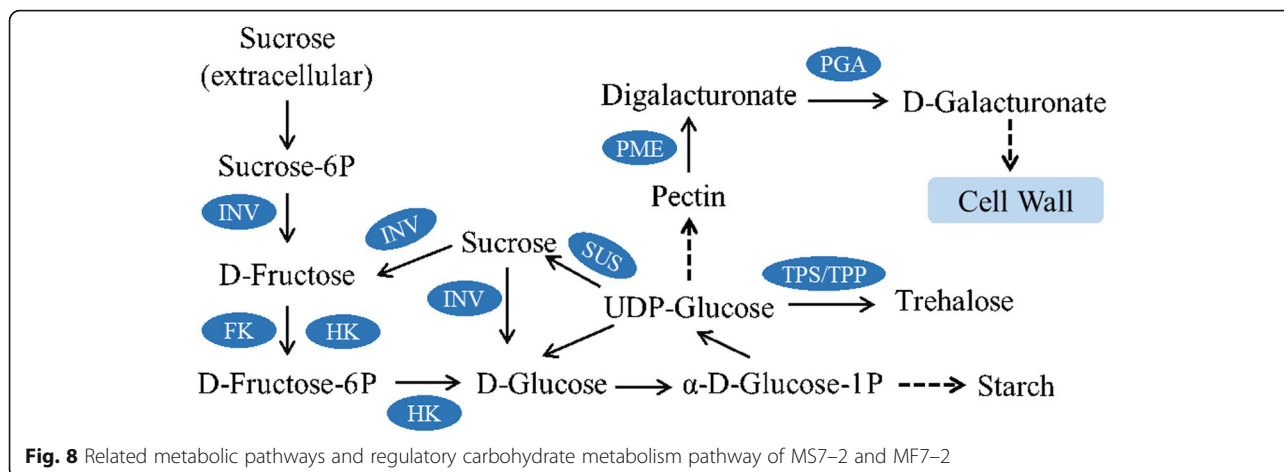 Sucrose
(extracellular)
Sucrose-6P
INV
D-Fructose
FK
HK
D-Fructose-6P
HK
INV
Sucrose
INV
SUS
D-Glucose
UDP-Glucose
α-D-Glucose-1P
Starch
TPS/TPP
Trehalose
Pectin
PME
Digalacturonate
PGA
D-Galacturonate
Cell Wall
Fig. 8 Related metabolic pathways and regulatory carbohydrate metabolism pathway of MS7–2 and MF7–2